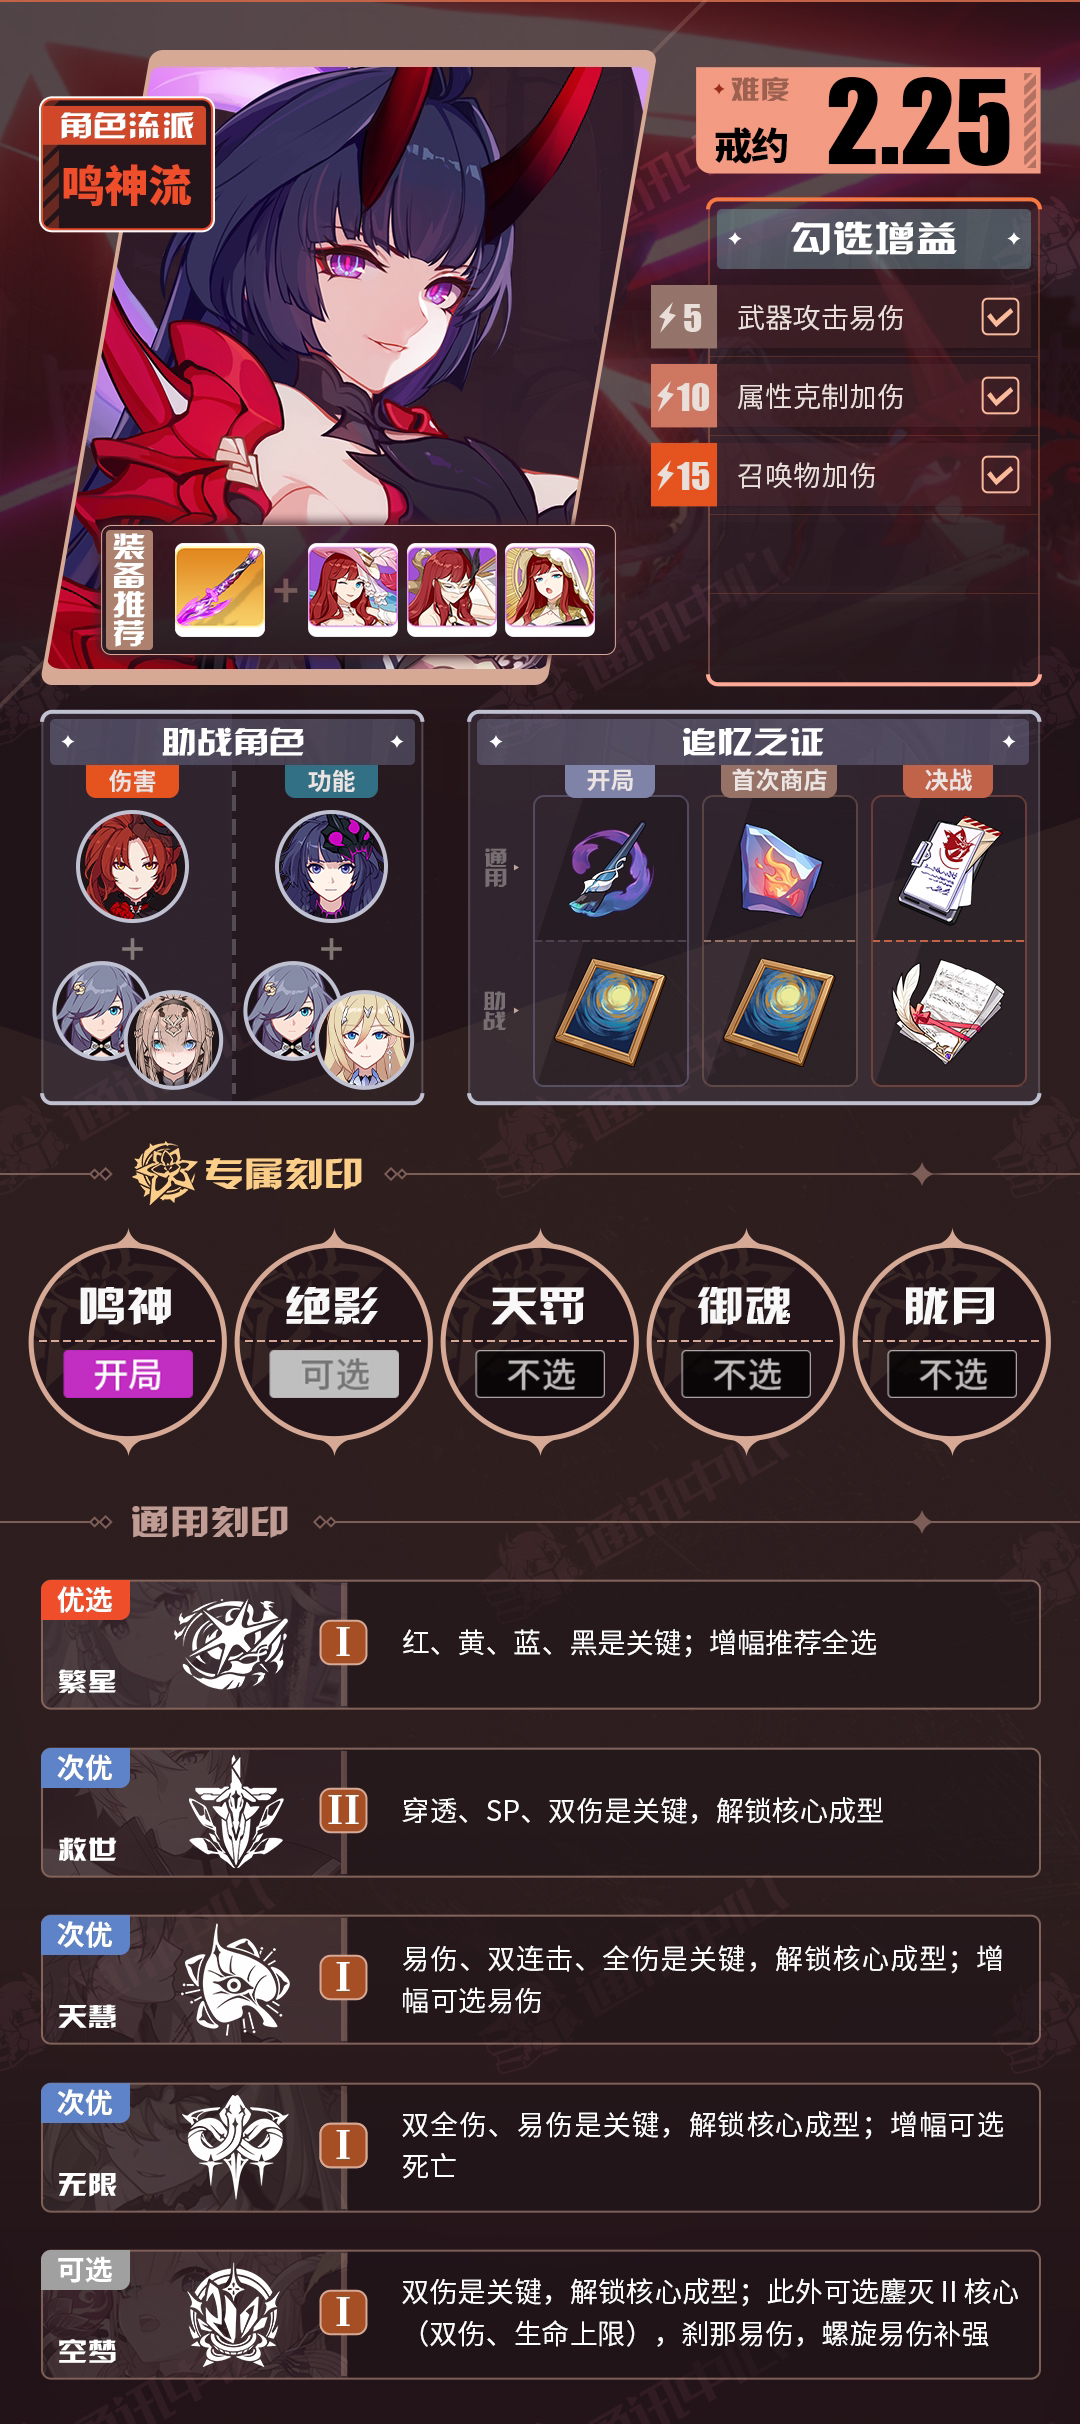 角色流派
鸣神流
难度
戒约
2.25
勾选增益
5 武器攻击易伤
10 属性克制加伤
15 召唤物加伤
装备推荐
助战角色
伤害
功能
追忆之证
开局
首次商店
决战
通用
助战
专属刻印
鸣神
开局
绝影
可选
天罚
不选
御魂
不选
胧月
不选
通用刻印
优选
繁星
I
红、黄、蓝、黑是关键；增幅推荐全选
次优
救世
II
穿透、SP、双伤是关键，解锁核心成型
次优
天慧
I
易伤、双连击、全伤是关键，解锁核心成型；增
幅可选易伤
次优
无限
I
双全伤、易伤是关键，解锁核心成型；增幅可选
死亡
可选
空梦
I
双伤是关键，解锁核心成型；此外可选鏖灭 II 核心
（双伤、生命上限），刹那易伤，螺旋易伤补强
通讯中心